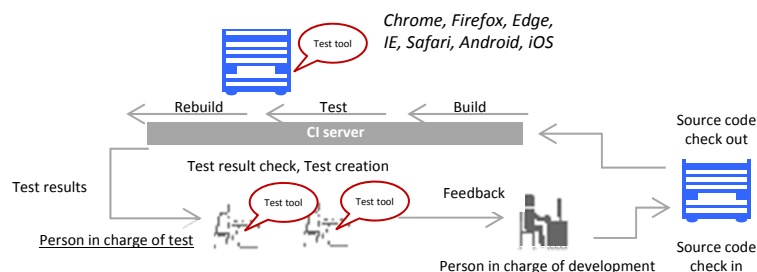 Chrome, Firefox, Edge,
IE, Safari, Android, iOS
Test tool
Rebuild
Test
Build
CI server
Source code
check out
Test result check, Test creation
Test results
Test tool
Test tool
Feedback
Person in charge of test
Person in charge of development
Source code
check in